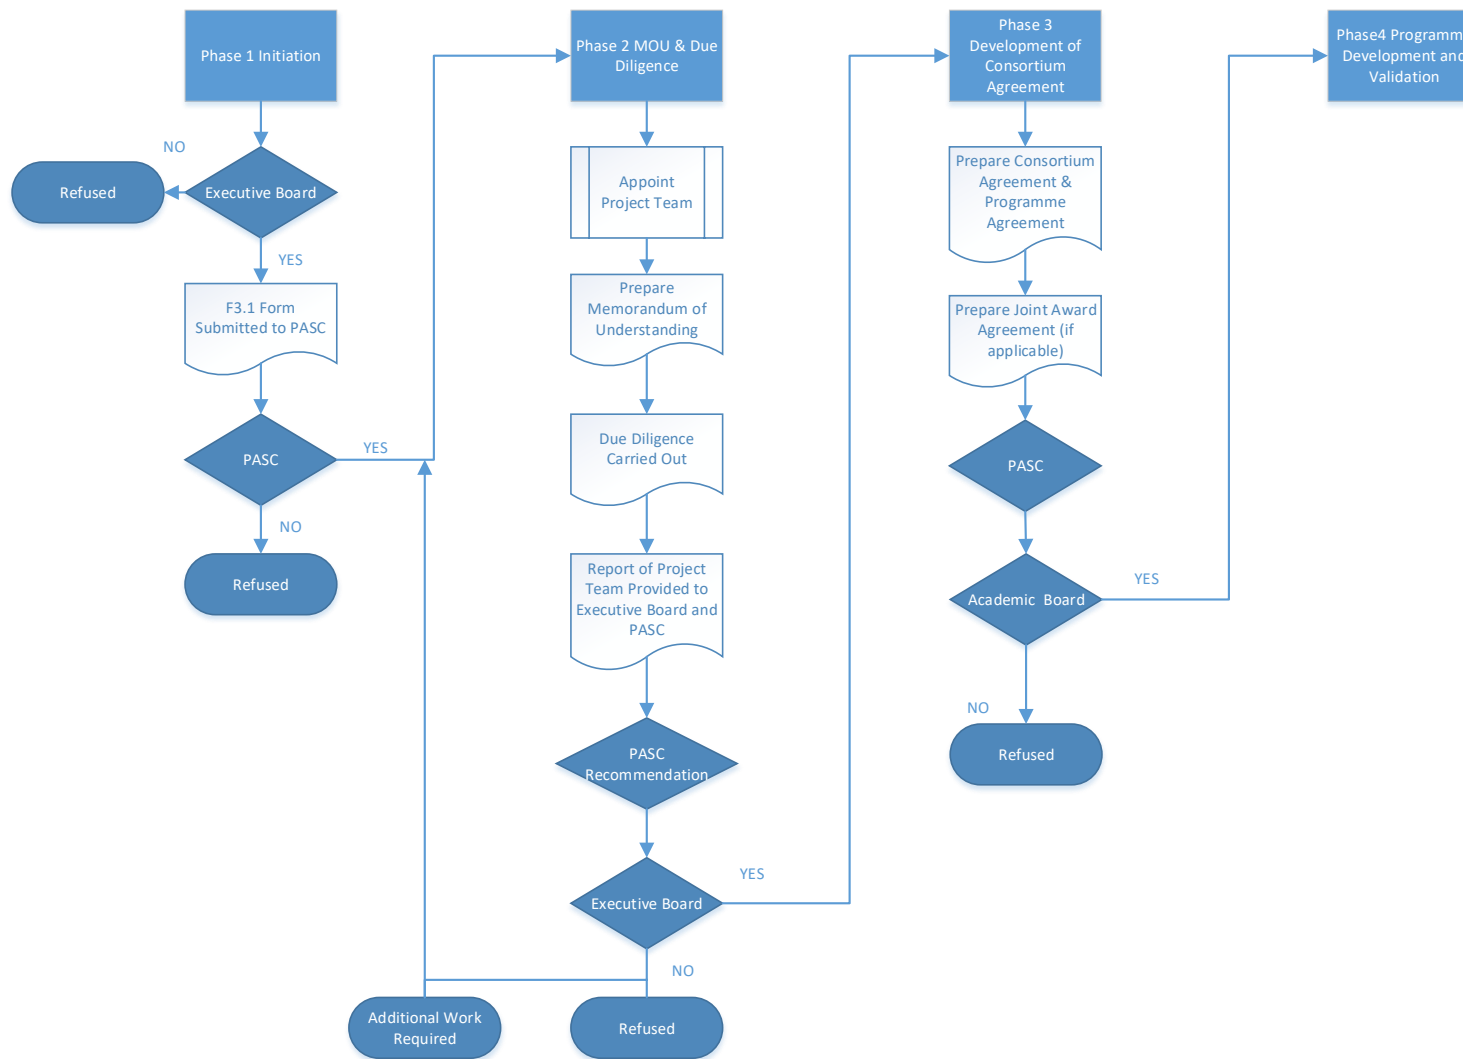 Phase 1 Initiation
NO
Refused
Executive Board
YES
F3.1 Form
Submitted to PASC
PASC
YES
NO
Refused
Phase 2 MOU & Due
Diligence
Appoint
Project Team
Prepare
Memorandum of
Understanding
Due Diligence
Carried Out
Report of Project
Team Provided to
Executive Board and
PASC
PASC
Recommendation
Executive Board
YES
NO
Additional Work
Required
Refused
Phase 3
Development of
Consortium
Agreement
Prepare Consortium
Agreement &
Programme
Agreement
Prepare Joint Award
Agreement (if
applicable)
PASC
Academic Board
YES
NO
Refused
Phase4 Programm
Development and
Validation